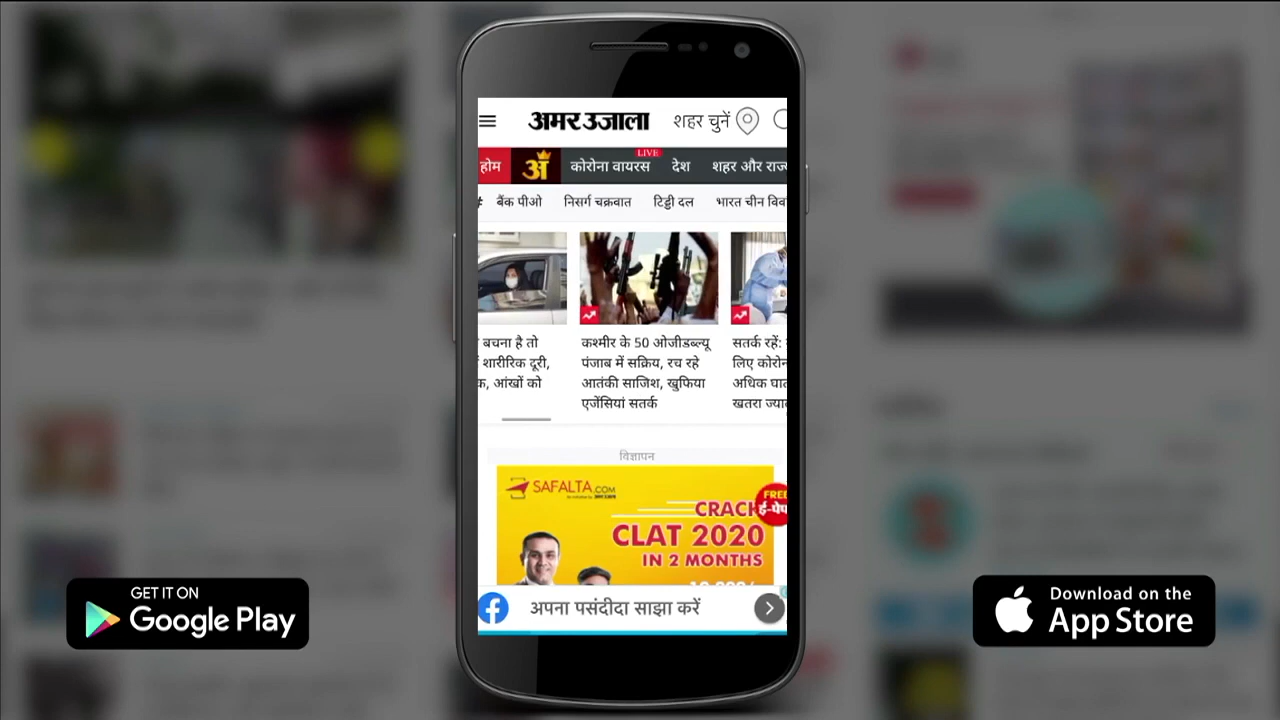 अमर उजाला
शहर चुनें
LIVE
होम
अ
कोरोना वायरस
देश
शहर और राज्
#
बैंक पीओ
निसर्ग चक्रवात
टिड्डी दल
भारत चीन विवा
बचना है तो
शारीरिक दूरी,
क, आंखों को
कश्मीर के 50 ओजीडब्ल्यू
पंजाब में सक्रिय, रच रहे
आतंकी साजिश, खुफिया
एजेंसियां सतर्क
सतर्क रहें:
लिए कोरोन
अधिक घात
खतरा ज्याद
विज्ञापन
SAFALTA.COM
CRACK
CLAT 2020
IN 2 MONTHS
FREE
ई-पेप
अपना पसंदीदा साझा करें
GET IT ON
Google Play
Download on the
App Store